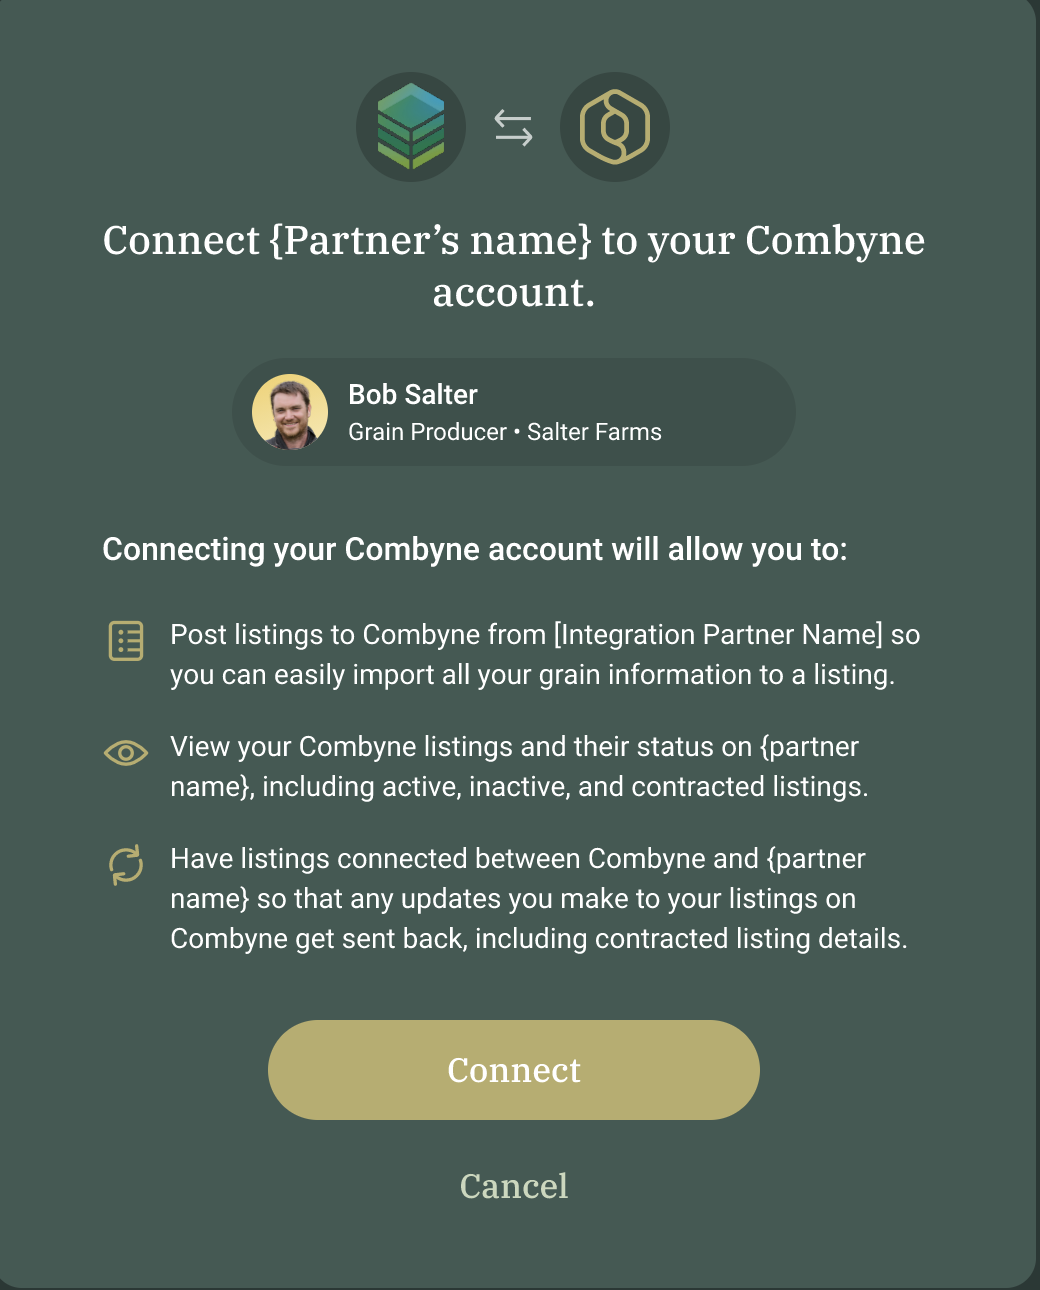 Connect {Partner’s name} to your Combyne
account.
Bob Salter
Grain Producer • Salter Farms
Connecting your Combyne account will allow you to:
Post listings to Combyne from [Integration Partner Name] so
you can easily import all your grain information to a listing.
View your Combyne listings and their status on {partner
name}, including active, inactive, and contracted listings.
Have listings connected between Combyne and {partner
name} so that any updates you make to your listings on
Combyne get sent back, including contracted listing details.
Connect
Cancel